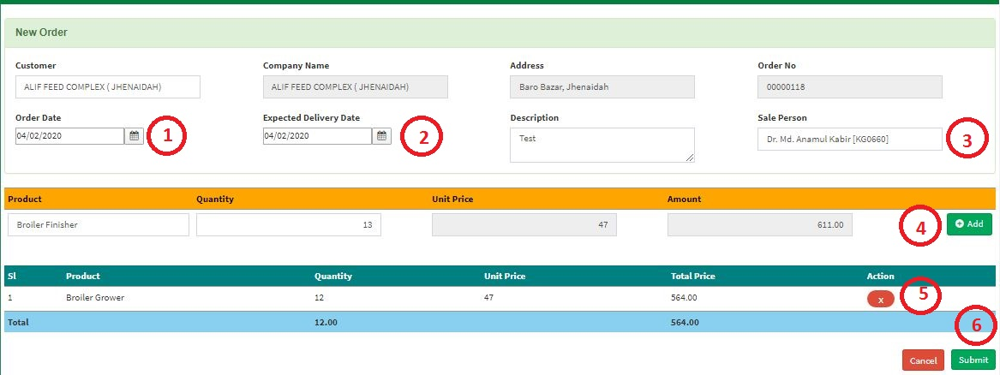 New Order
Customer Company Name Address Order No
ALIF FEED COMPLEX ( JHENAIDAH) ALIF FEED COMPLEX ( JHENAIDAH) Baro Bazar, Jhenaidah 00000118
Order Date Expected Delivery Date Description Sale Person
04/02/2020 1 04/02/2020 2 Test Dr. Md. Anamul Kabir [KG0660] 3
Product Quantity Unit Price Amount
Broiler Finisher 13 47 611.00 4 Add
Sl Product Quantity Unit Price Total Price Action
1 Broiler Grower 12 47 564.00 x 5
Total 12.00 564.00 6
Cancel Submit